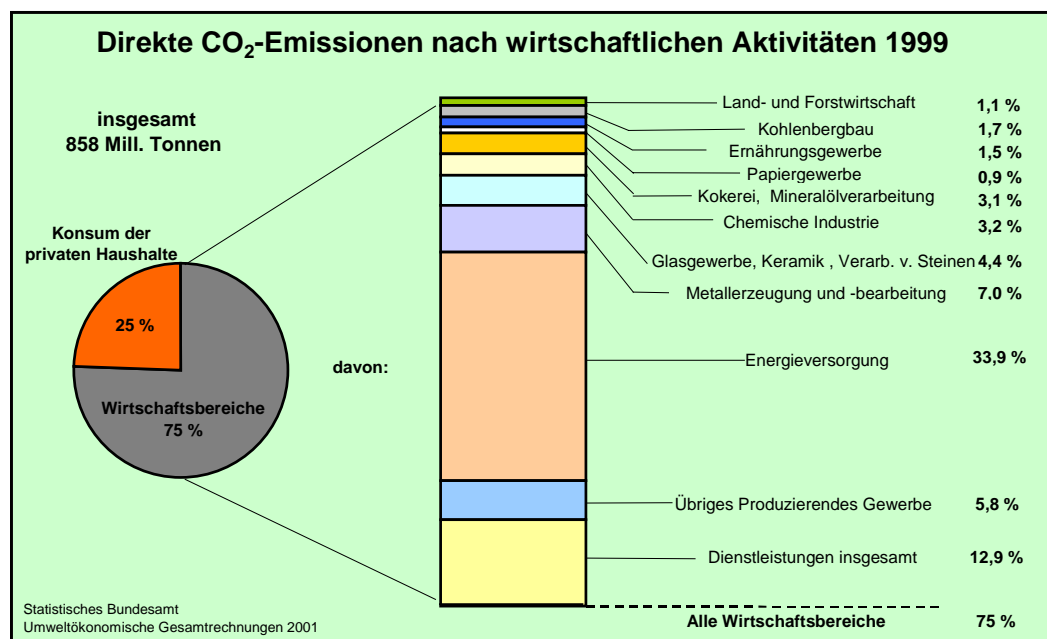 Direkte CO₂-Emissionen nach wirtschaftlichen Aktivitäten 1999
insgesamt
858 Mill. Tonnen
Konsum der
privaten Haushalte
25 %
Wirtschaftsbereiche
75 %
davon:
Land- und Forstwirtschaft 1,1 %
Kohlenbergbau 1,7 %
Ernährungsgewerbe 1,5 %
Papiergewerbe 0,9 %
Kokerei, Mineralölverarbeitung 3,1 %
Chemische Industrie 3,2 %
Glasgewerbe, Keramik , Verarb. v. Steinen 4,4 %
Metallerzeugung und -bearbeitung 7,0 %
Energieversorgung 33,9 %
Übriges Produzierendes Gewerbe 5,8 %
Dienstleistungen insgesamt 12,9 %
Alle Wirtschaftsbereiche 75 %
Statistisches Bundesamt
Umweltökonomische Gesamtrechnungen 2001